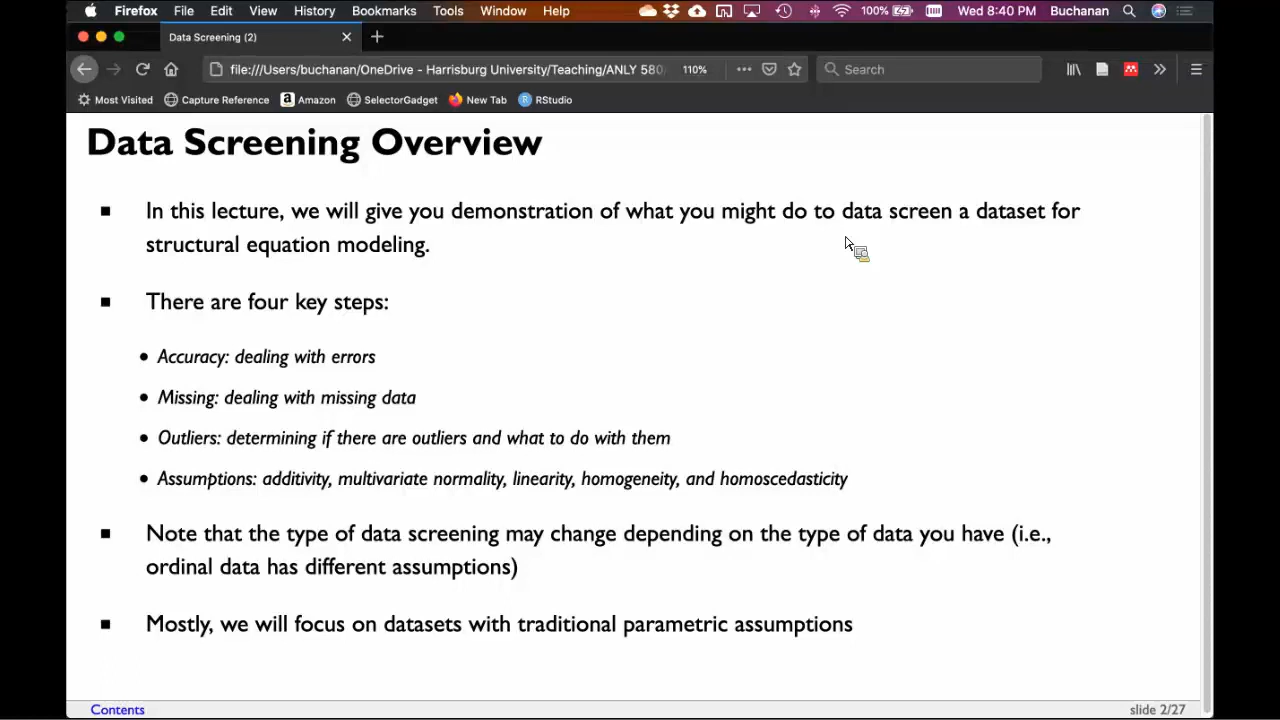 Firefox File Edit View History Bookmarks Tools Window Help 100% Wed 8:40 PM Buchanan
Data Screening (2)
file:///Users/buchanan/OneDrive - Harrisburg University/Teaching/ANLY 580/ 110% Search
Most Visited Capture Reference Amazon SelectorGadget New Tab RStudio
Data Screening Overview
In this lecture, we will give you demonstration of what you might do to data screen a dataset for
structural equation modeling.
There are four key steps:
Accuracy: dealing with errors
Missing: dealing with missing data
Outliers: determining if there are outliers and what to do with them
Assumptions: additivity, multivariate normality, linearity, homogeneity, and homoscedasticity
Note that the type of data screening may change depending on the type of data you have (i.e.,
ordinal data has different assumptions)
Mostly, we will focus on datasets with traditional parametric assumptions
Contents slide 2/27